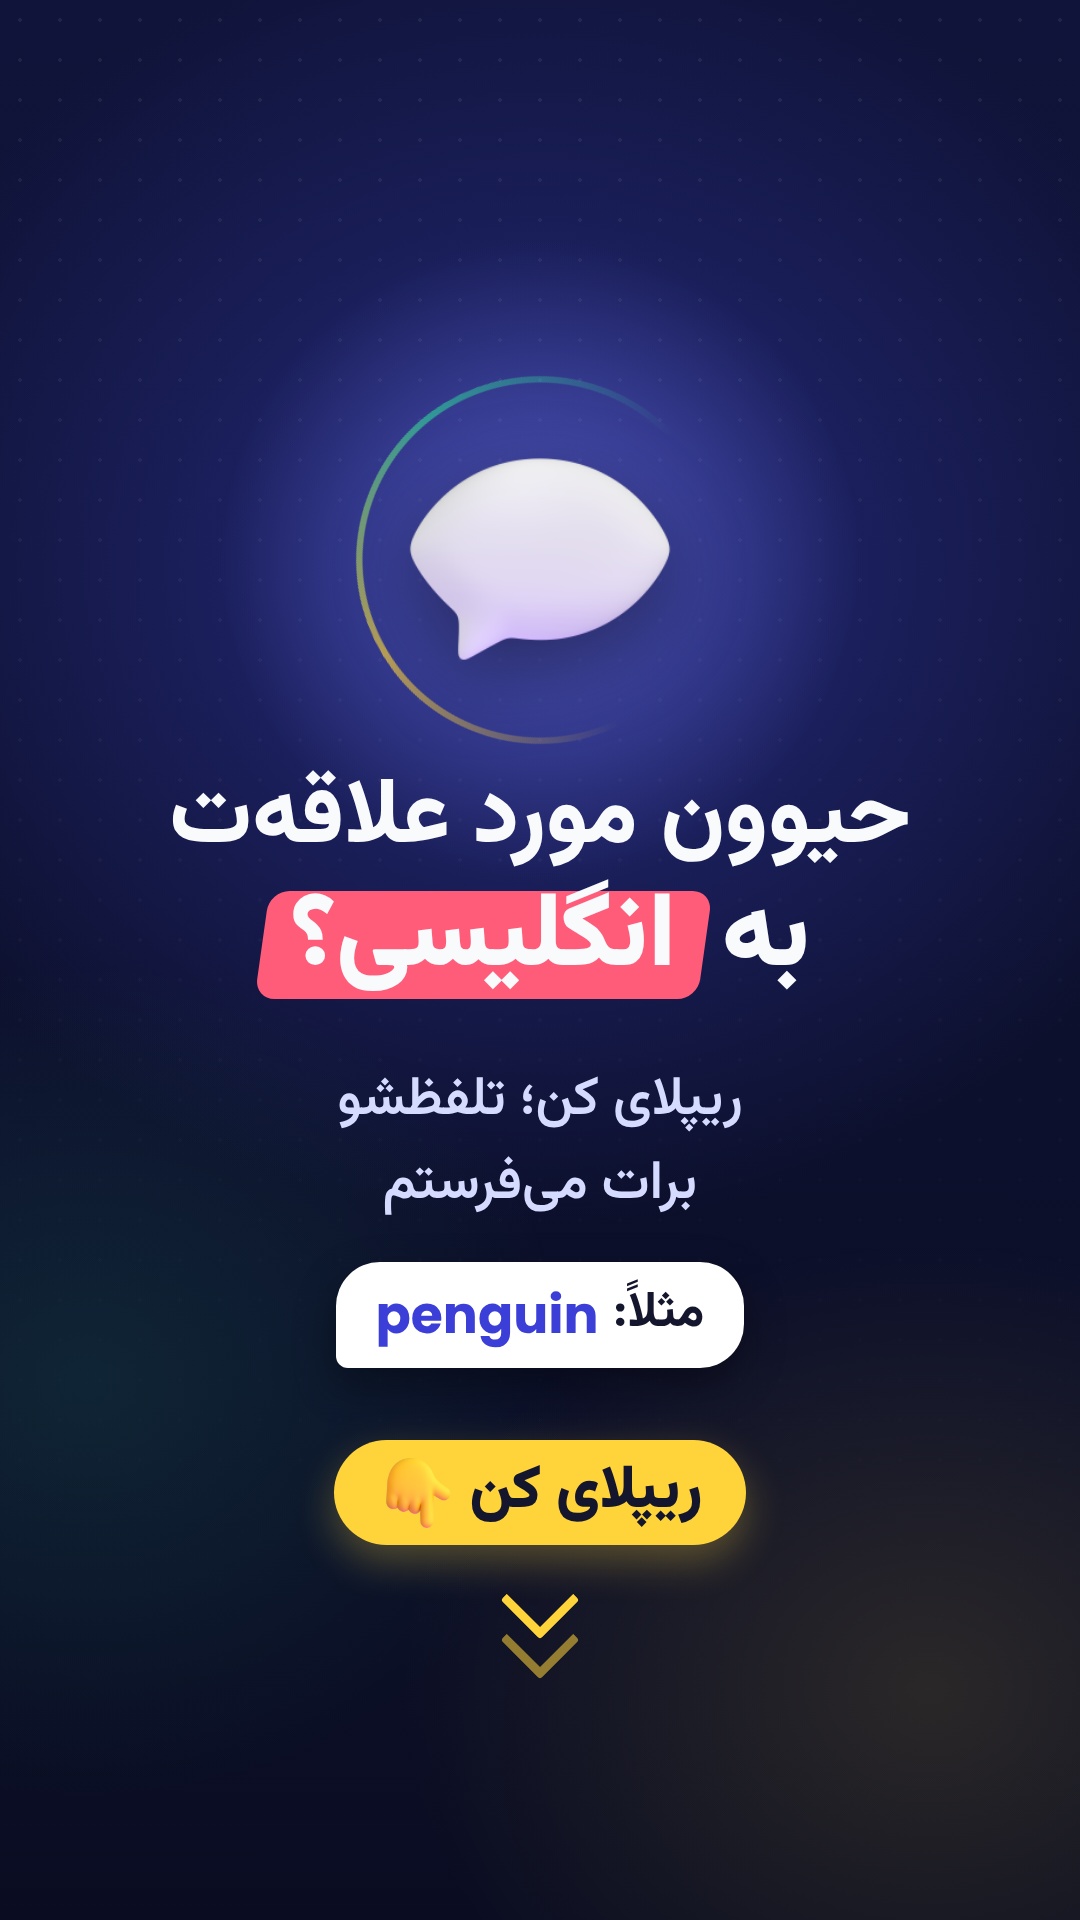 حیوون مورد علاقه‌ت
به انگلیسی؟
ریپلای کن؛ تلفظشو
برات می‌فرستم
مثلاً: penguin
ریپلای کن 👇